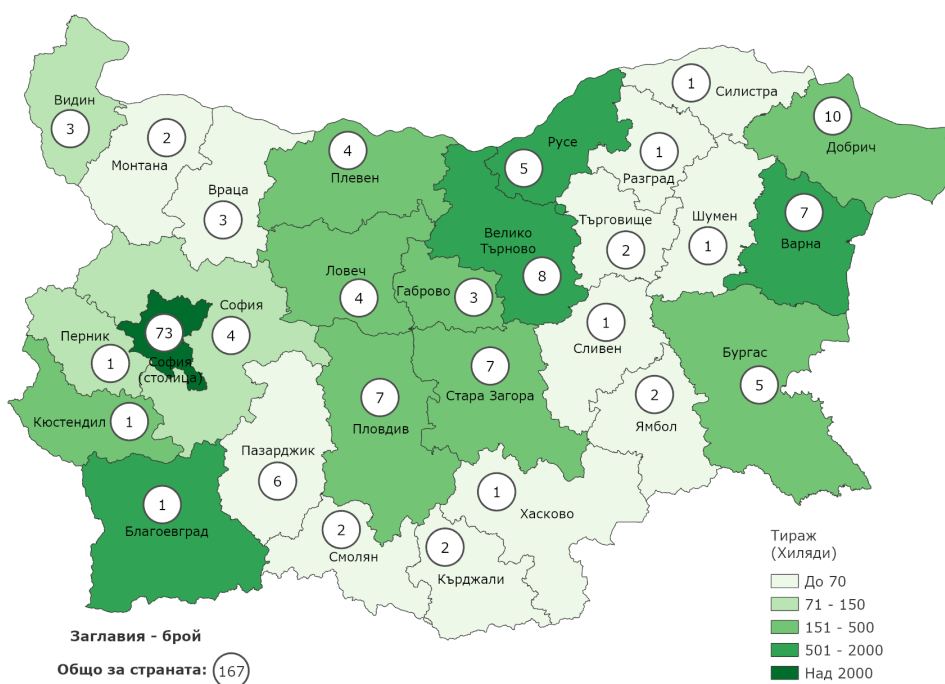 Видин
3
2
Монтана
Враца
3
4
Плевен
Русе
5
1
Силистра
10
Добрич
1
Разград
Търговище
2
Шумен
1
7
Варна
Велико
Търново
8
Ловеч
4
Габрово
3
София
4
73
София
(столица)
Перник
1
Кюстендил
1
1
Благоевград
Пазарджик
6
7
Пловдив
7
Стара Загора
1
Сливен
2
Ямбол
Бургас
5
1
Хасково
2
Смолян
2
Кърджали
Тираж
(Хиляди)
До 70
71 - 150
151 - 500
501 - 2000
Над 2000
Заглавия - брой
Общо за страната: 167